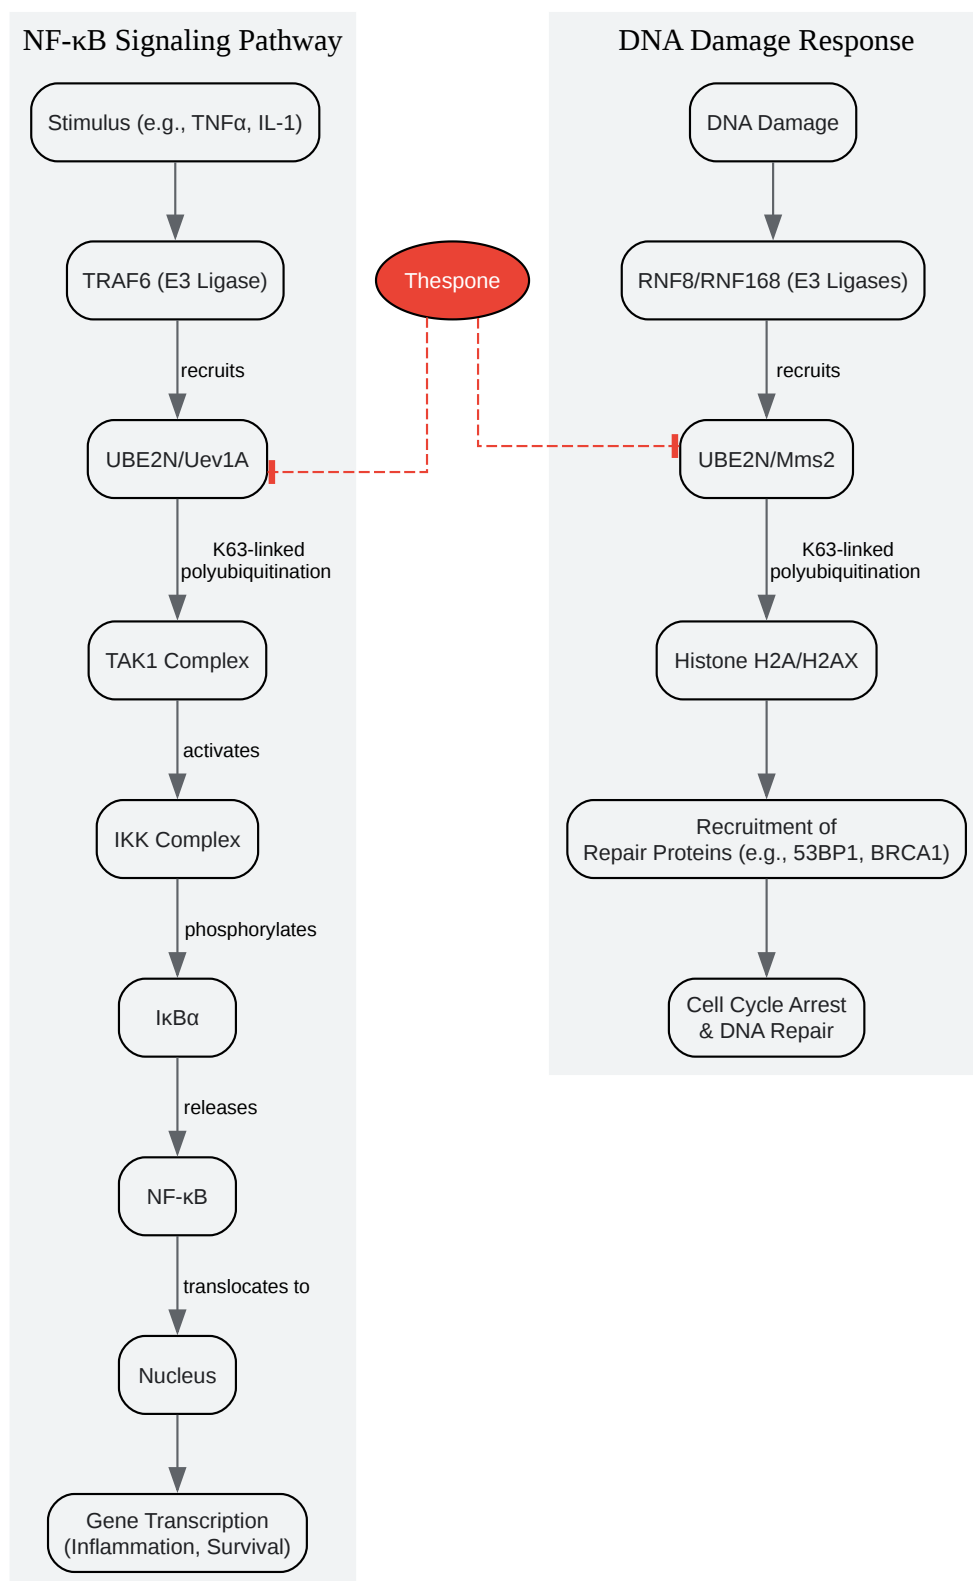 NF-κB Signaling Pathway
Stimulus (e.g., TNFα, IL-1)
TRAF6 (E3 Ligase)
recruits
UBE2N/Uev1A
K63-linked
polyubiquitination
TAK1 Complex
activates
IKK Complex
phosphorylates
IκBα
releases
NF-κB
translocates to
Nucleus
Gene Transcription
(Inflammation, Survival)
Thespone
DNA Damage Response
DNA Damage
RNF8/RNF168 (E3 Ligases)
recruits
UBE2N/Mms2
K63-linked
polyubiquitination
Histone H2A/H2AX
Recruitment of
Repair Proteins (e.g., 53BP1, BRCA1)
Cell Cycle Arrest
& DNA Repair